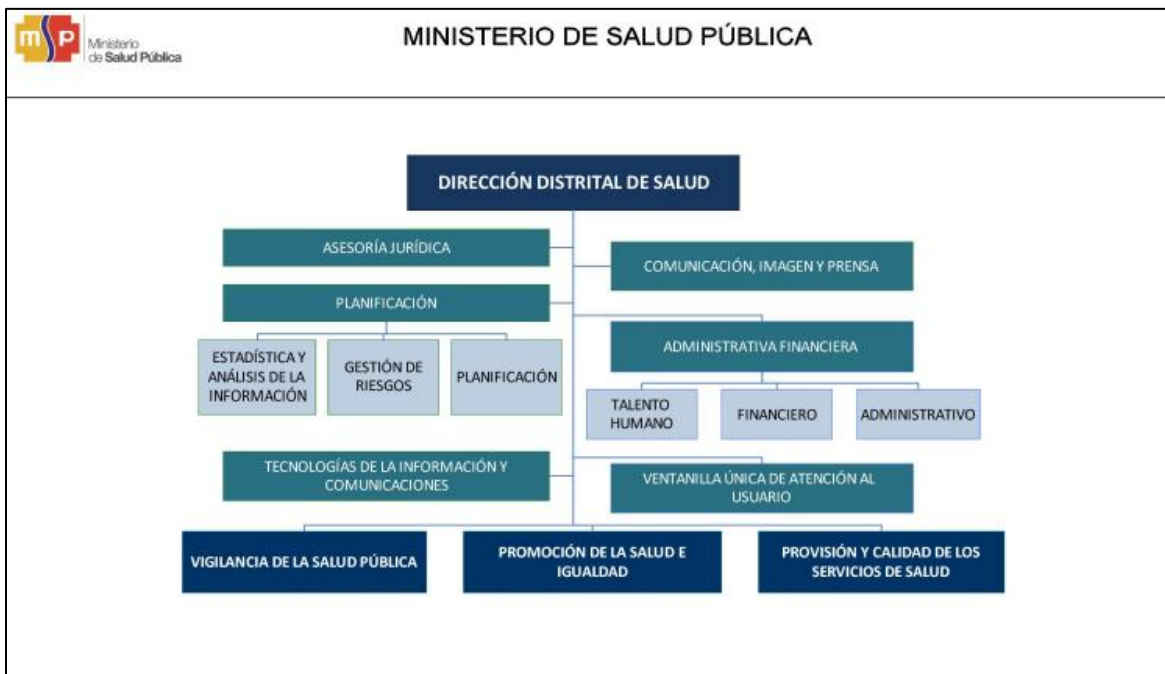 msp
Ministerio
de Salud Pública
MINISTERIO DE SALUD PÚBLICA
DIRECCIÓN DISTRITAL DE SALUD
ASESORÍA JURÍDICA
COMUNICACIÓN, IMAGEN Y PRENSA
PLANIFICACIÓN
ADMINISTRATIVA FINANCIERA
ESTADÍSTICA Y
ANÁLISIS DE LA
INFORMACIÓN
GESTIÓN DE
RIESGOS
PLANIFICACIÓN
TALENTO
HUMANO
FINANCIERO
ADMINISTRATIVO
TECNOLOGÍAS DE LA INFORMACIÓN Y
COMUNICACIONES
VENTANILLA ÚNICA DE ATENCIÓN AL
USUARIO
VIGILANCIA DE LA SALUD PÚBLICA
PROMOCIÓN DE LA SALUD E
IGUALDAD
PROVISIÓN Y CALIDAD DE LOS
SERVICIOS DE SALUD